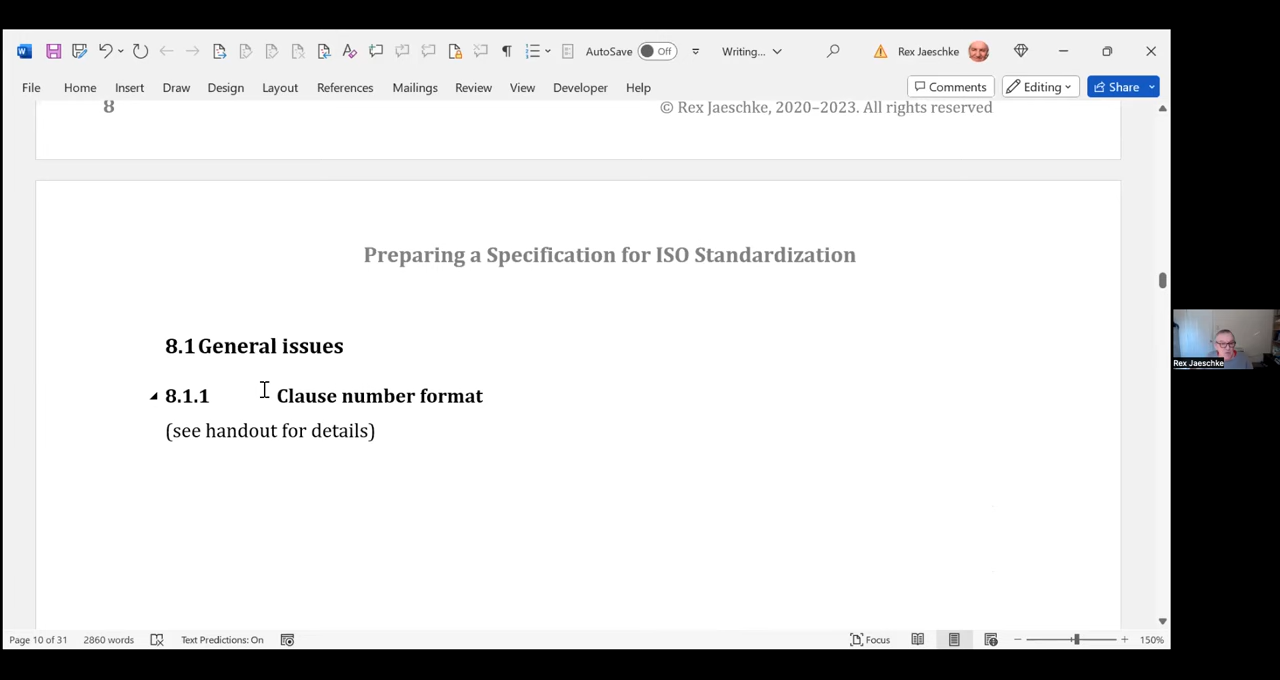 AutoSave Off Writing... Rex Jaeschke
File Home Insert Draw Design Layout References Mailings Review View Developer Help Comments Editing Share
8 © Rex Jaeschke, 2020–2023. All rights reserved
Preparing a Specification for ISO Standardization
8.1 General issues
8.1.1 Clause number format
(see handout for details)
Rex Jaeschke
Page 10 of 31 2860 words Text Predictions: On Focus 150%